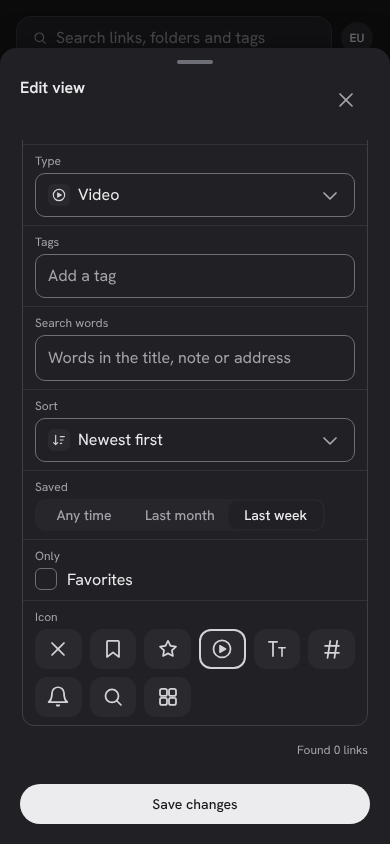 Search links, folders and tags
EU
Edit view
Type
Video
Tags
Add a tag
Search words
Words in the title, note or address
Sort
Newest first
Saved
Any time Last month Last week
Only
Favorites
Icon
Found 0 links
Save changes